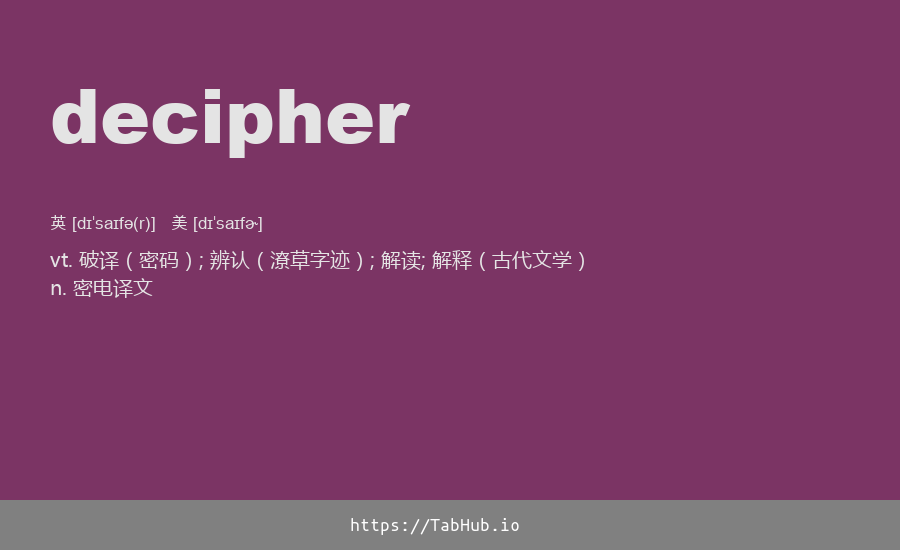 decipher
英 [dɪˈsaɪfə(r)] 美 [dɪˈsaɪfɚ]
vt. 破译（密码）; 辨认（潦草字迹）; 解读; 解释（古代文学）
n. 密电译文
https://TabHub.io